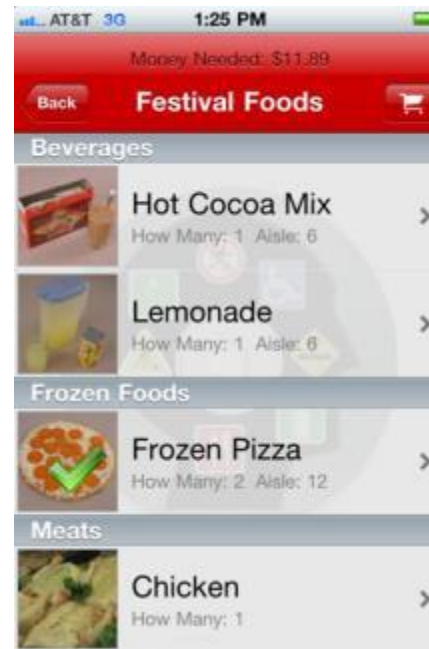 AT&T 3G 1:25 PM
Money Needed: $11.89
Back Festival Foods
Beverages
Hot Cocoa Mix
How Many: 1 Aisle: 6
Lemonade
How Many: 1 Aisle: 6
Frozen Foods
Frozen Pizza
How Many: 2 Aisle: 12
Meats
Chicken
How Many: 1